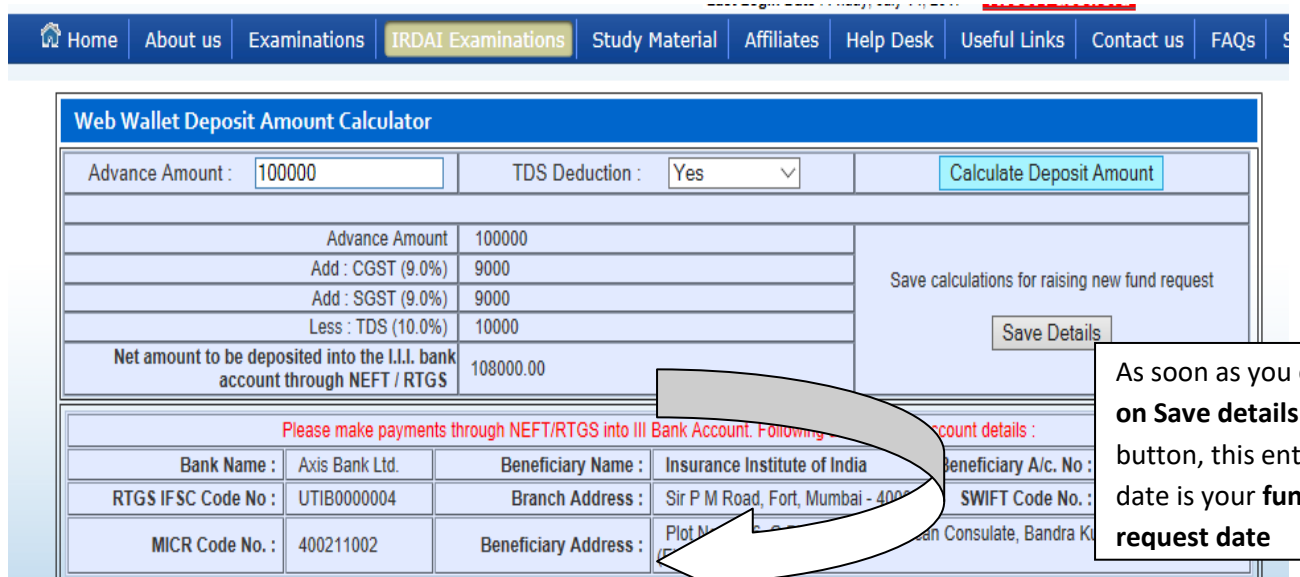 Home About us Examinations IRDAI Examinations Study Material Affiliates Help Desk Useful Links Contact us FAQs
Web Wallet Deposit Amount Calculator
Advance Amount : 100000 TDS Deduction : Yes Calculate Deposit Amount
Advance Amount 100000
Add : CGST (9.0%) 9000
Add : SGST (9.0%) 9000
Less : TDS (10.0%) 10000
Save calculations for raising new fund request
Save Details
Net amount to be deposited into the I.I.I. bank
account through NEFT / RTGS 108000.00
As soon as you
on Save details
button, this
date is your
request date
Please make payments through NEFT/RTGS into III Bank Account. Following account details :
Bank Name : Axis Bank Ltd. Beneficiary Name : Insurance Institute of India Beneficiary A/c. No :
RTGS IFSC Code No : UTIB0000004 Branch Address : Sir P M Road, Fort, Mumbai - SWIFT Code No. :
MICR Code No. : 400211002 Beneficiary Address : Plot Consulate, Bandra